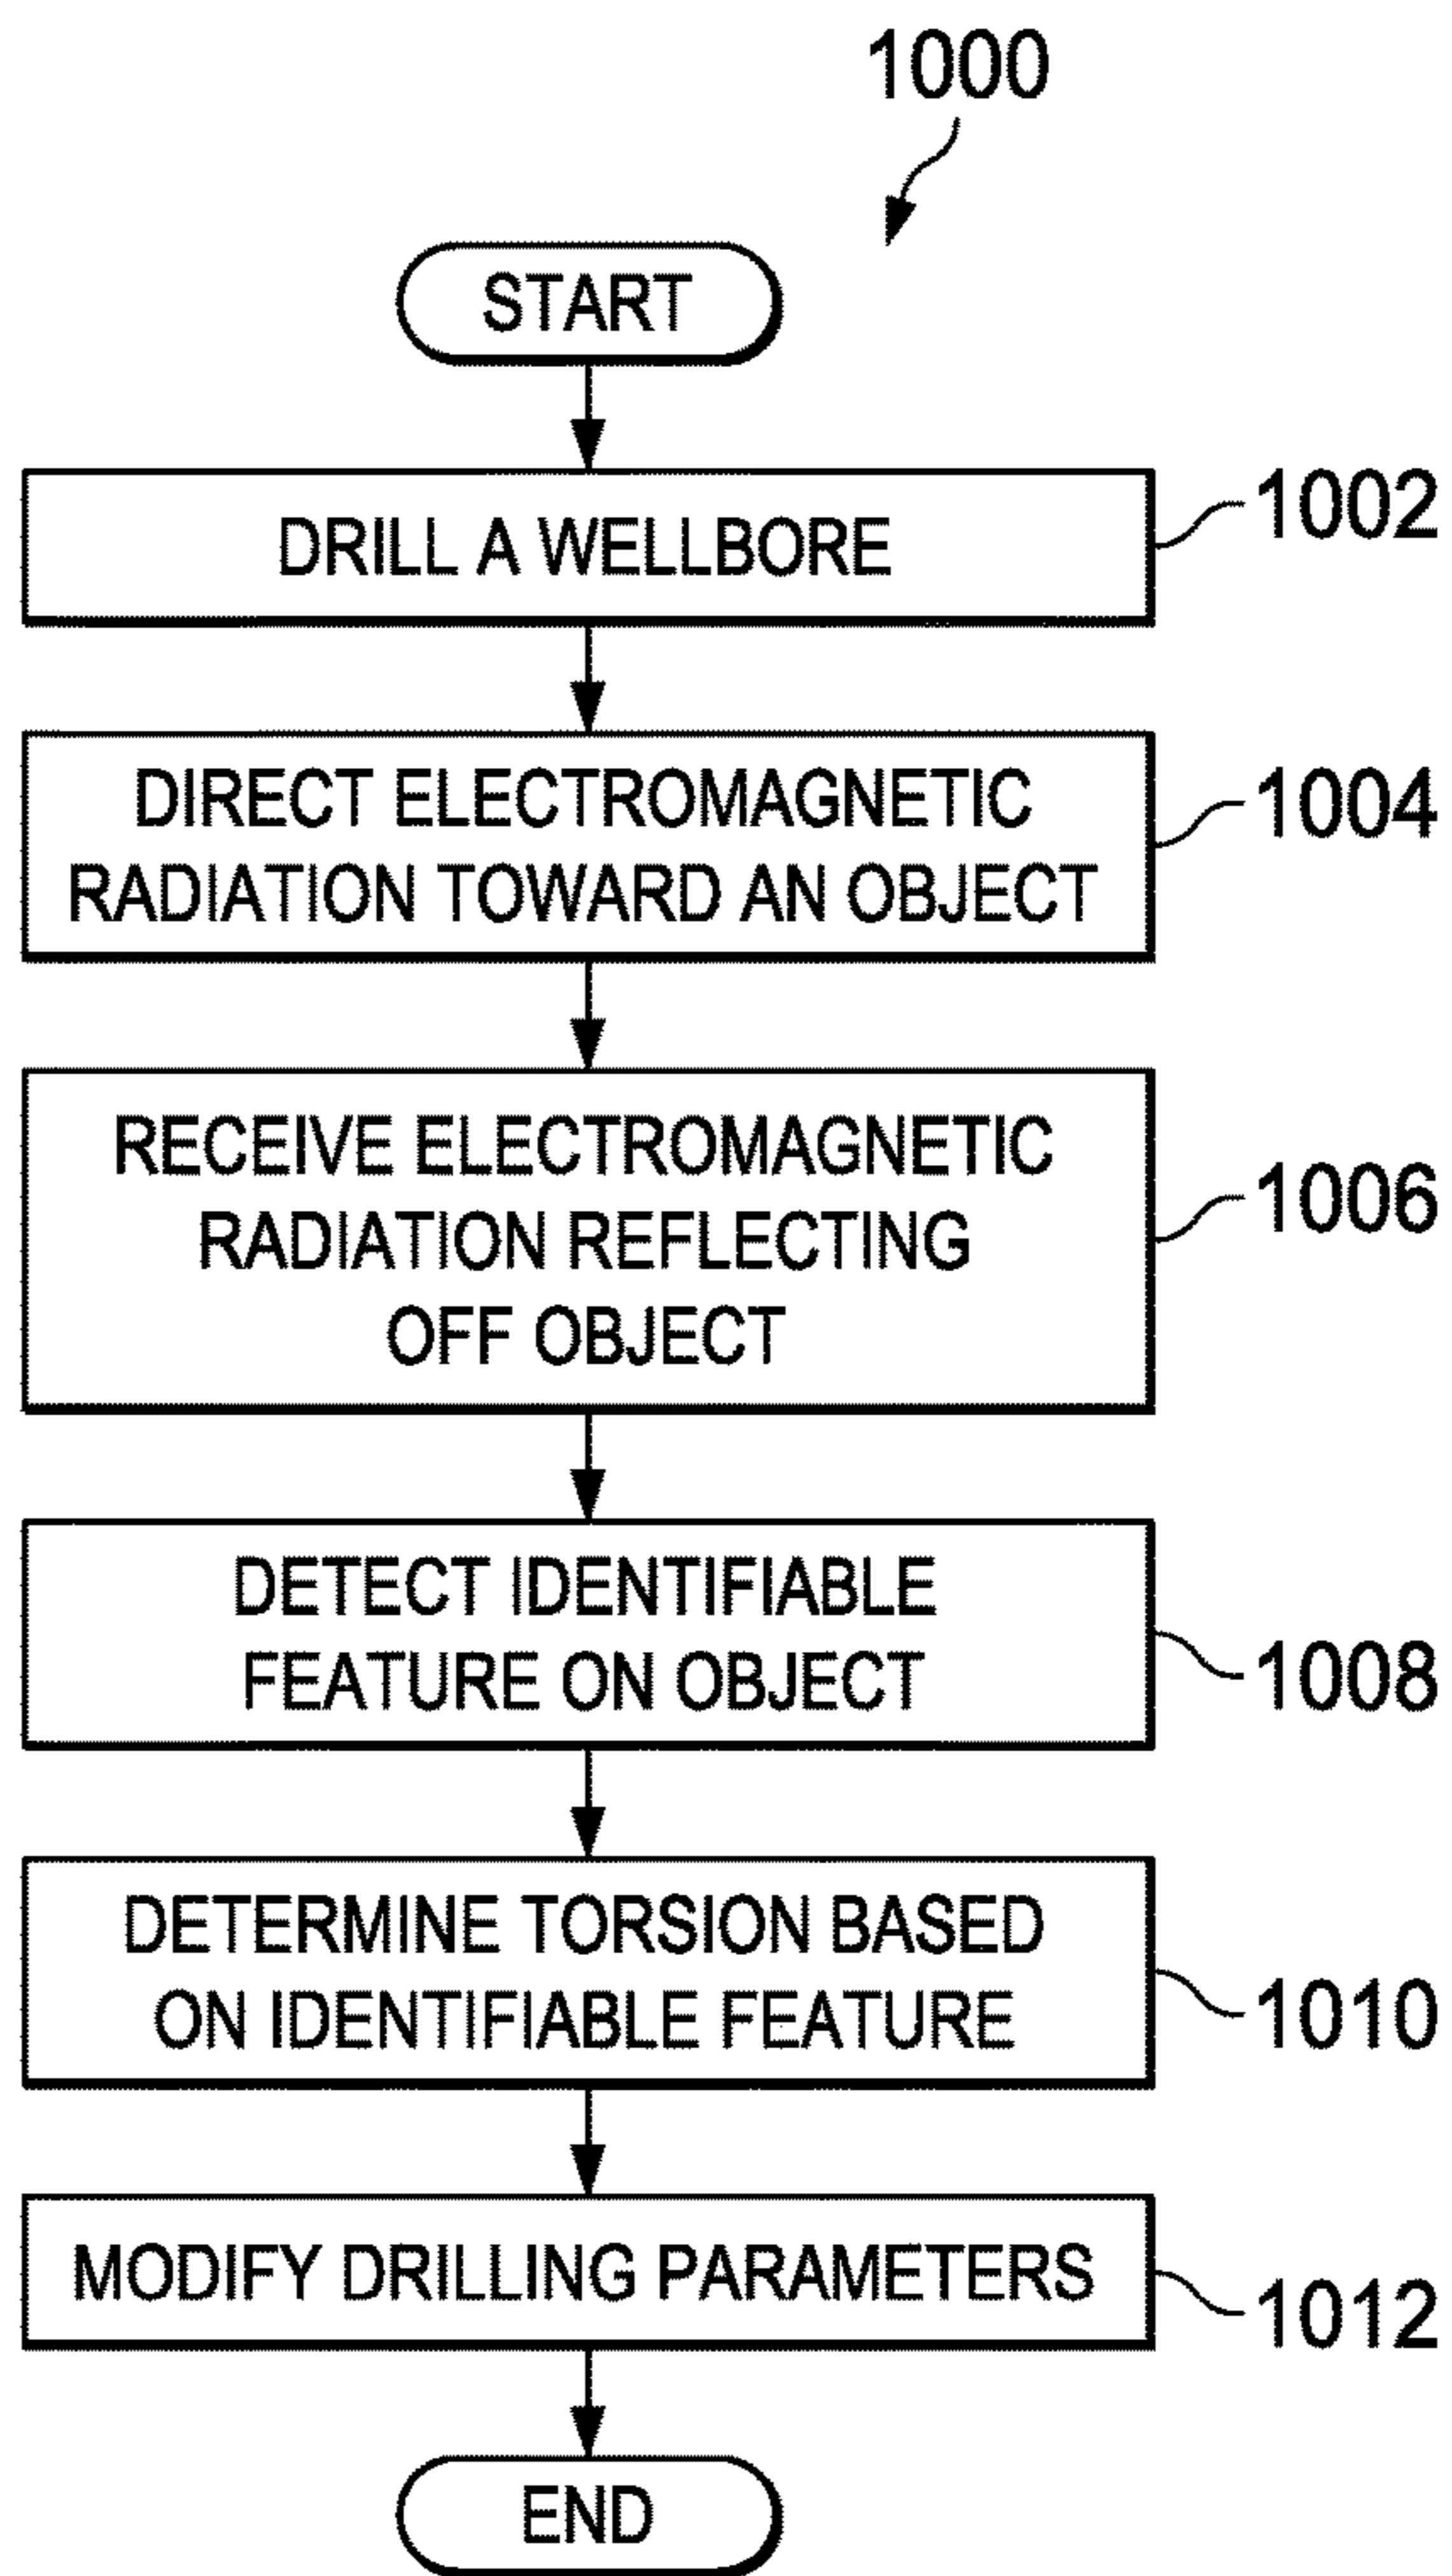 1000
START
DRILL A WELLBORE
1002
DIRECT ELECTROMAGNETIC
RADIATION TOWARD AN OBJECT
1004
RECEIVE ELECTROMAGNETIC
RADIATION REFLECTING
OFF OBJECT
1006
DETECT IDENTIFIABLE
FEATURE ON OBJECT
1008
DETERMINE TORSION BASED
ON IDENTIFIABLE FEATURE
1010
MODIFY DRILLING PARAMETERS
1012
END